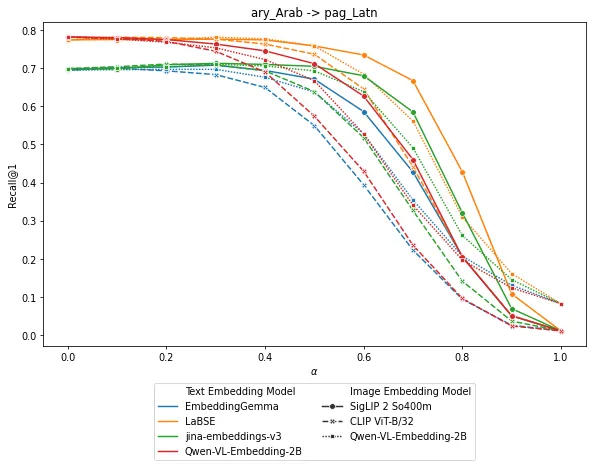 ary_Arab -> pag_Latn
0.8
0.7
0.6
0.5
0.4
0.3
0.2
0.1
0.0
Recall@1
0.0 0.2 0.4 0.6 0.8 1.0
α
Text Embedding Model
EmbeddingGemma
LaBSE
jina-embeddings-v3
Qwen-VL-Embedding-2B
Image Embedding Model
SigLIP 2 So400m
CLIP ViT-B/32
Qwen-VL-Embedding-2B